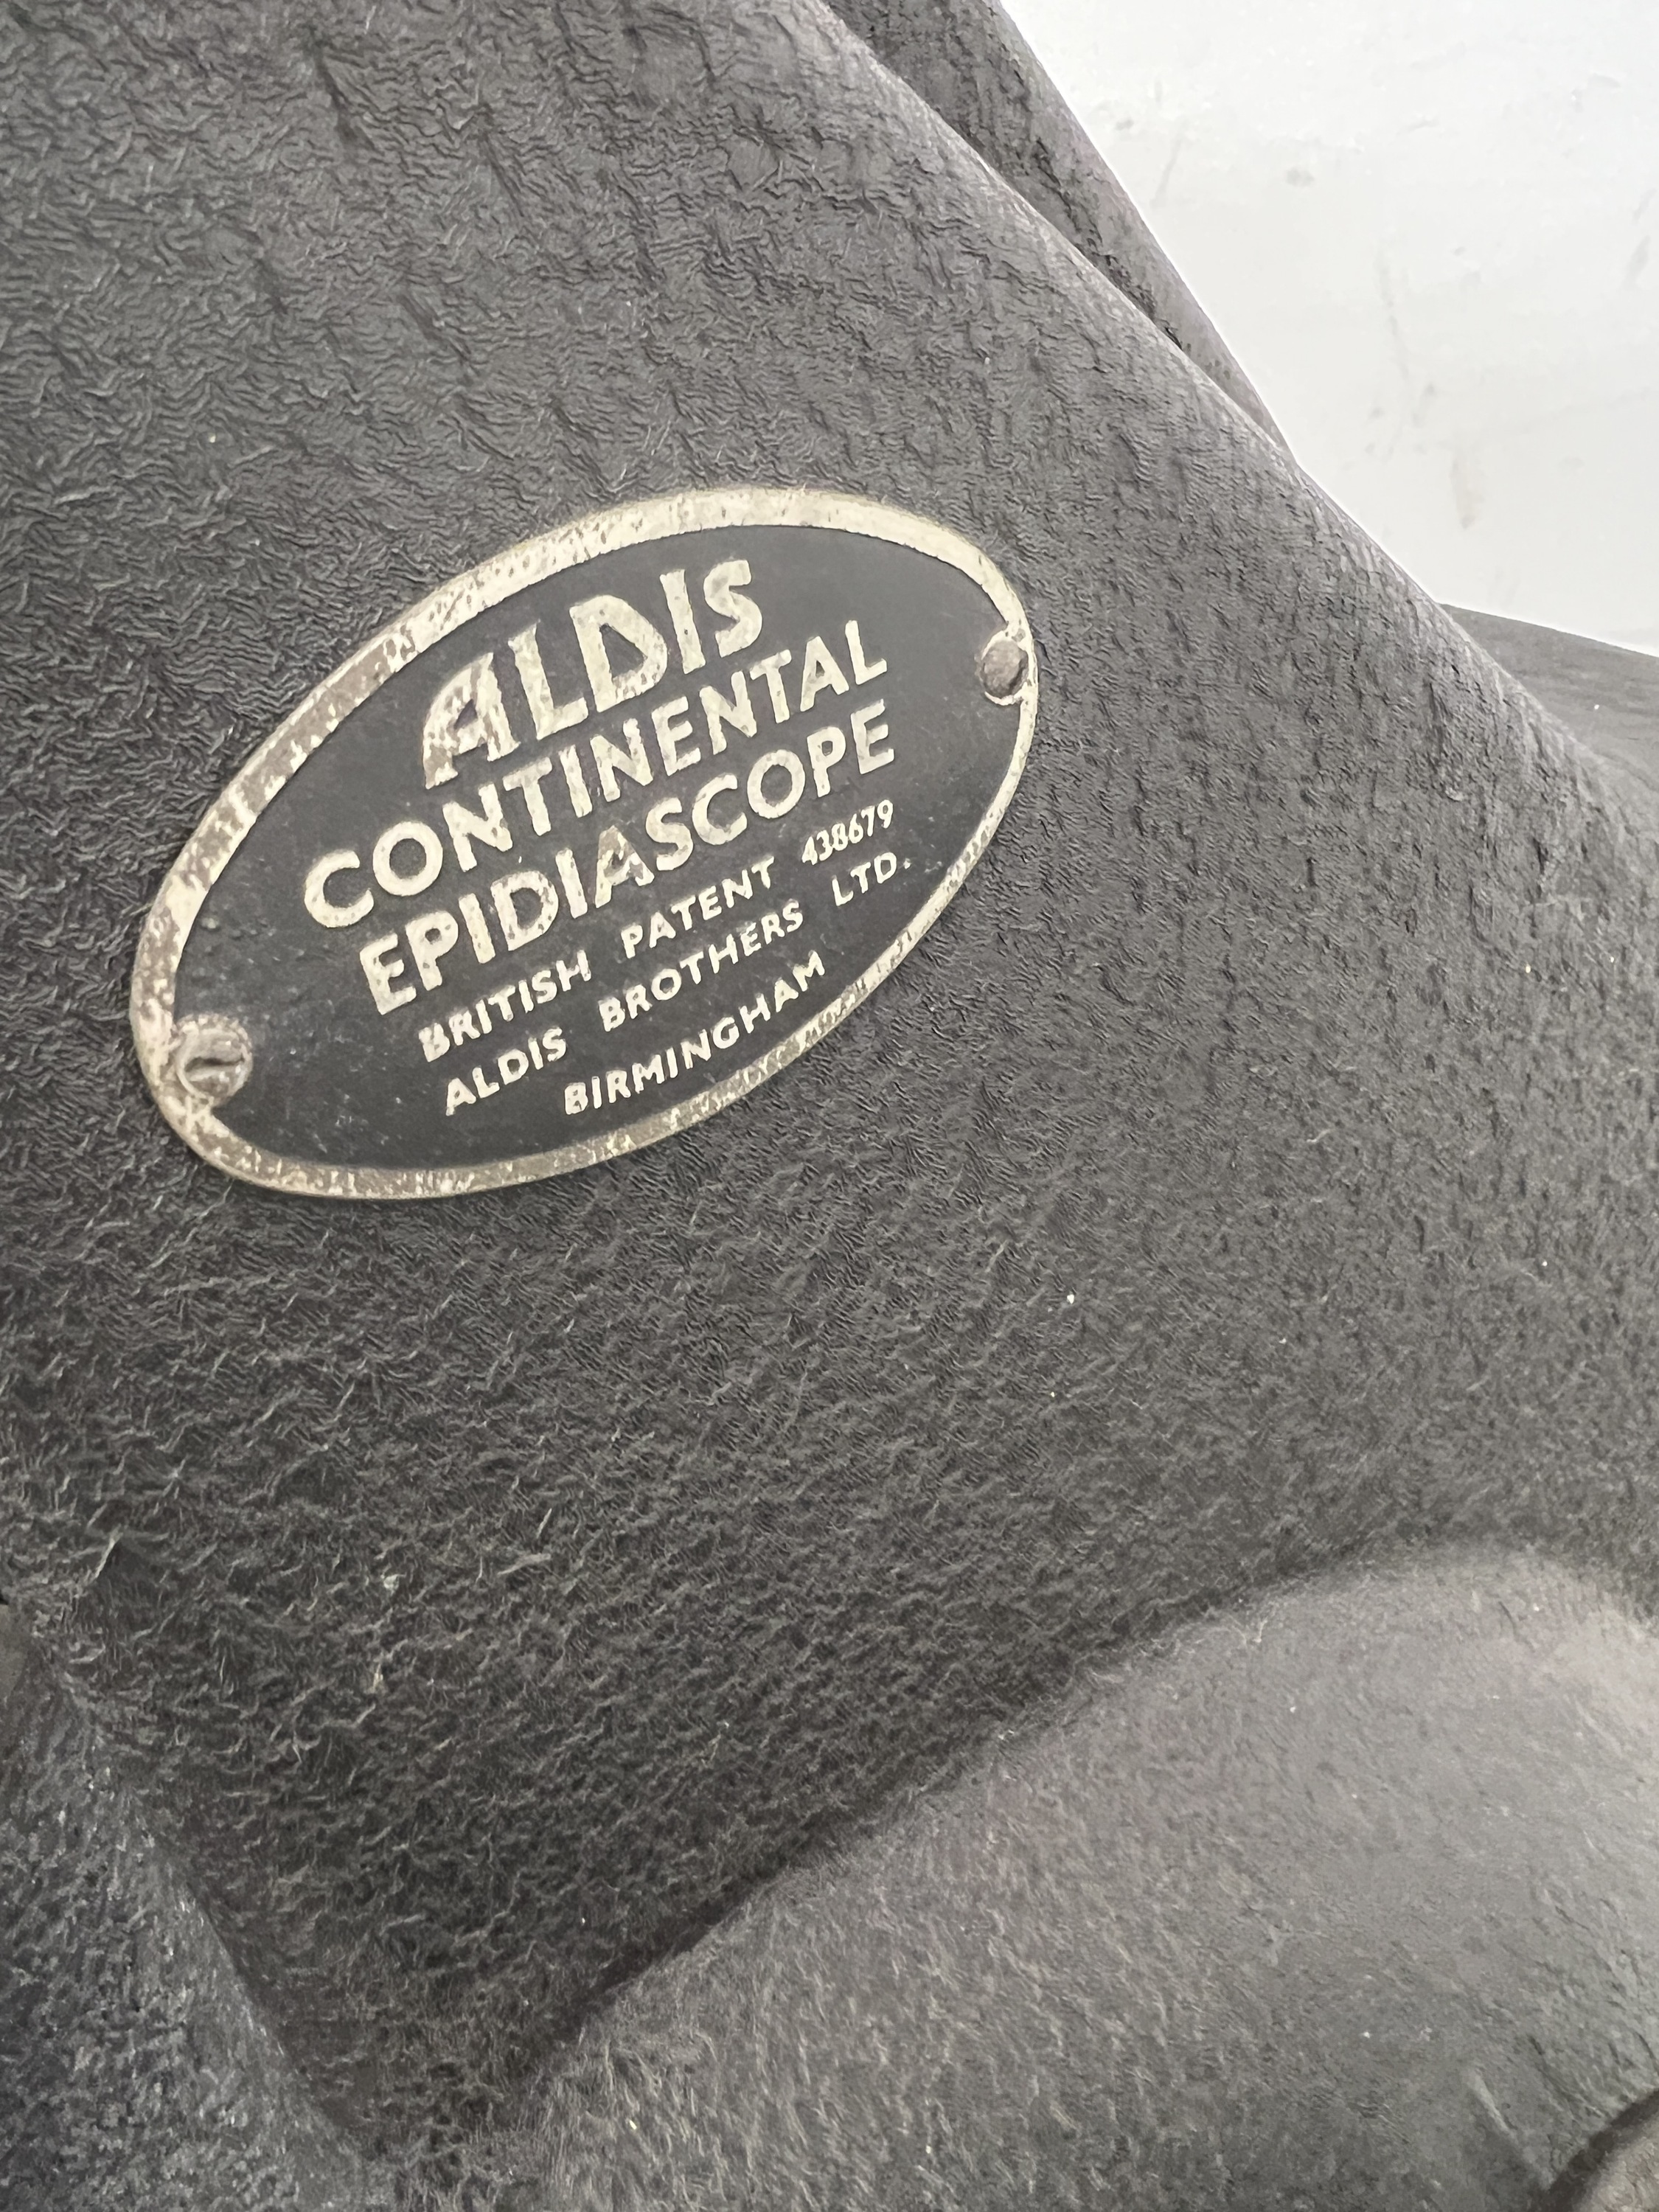 ALDIS
CONTINENTAL
EPIDIASCOPE
BRITISH PATENT 438679
ALDIS BROTHERS LTD.
BIRMINGHAM